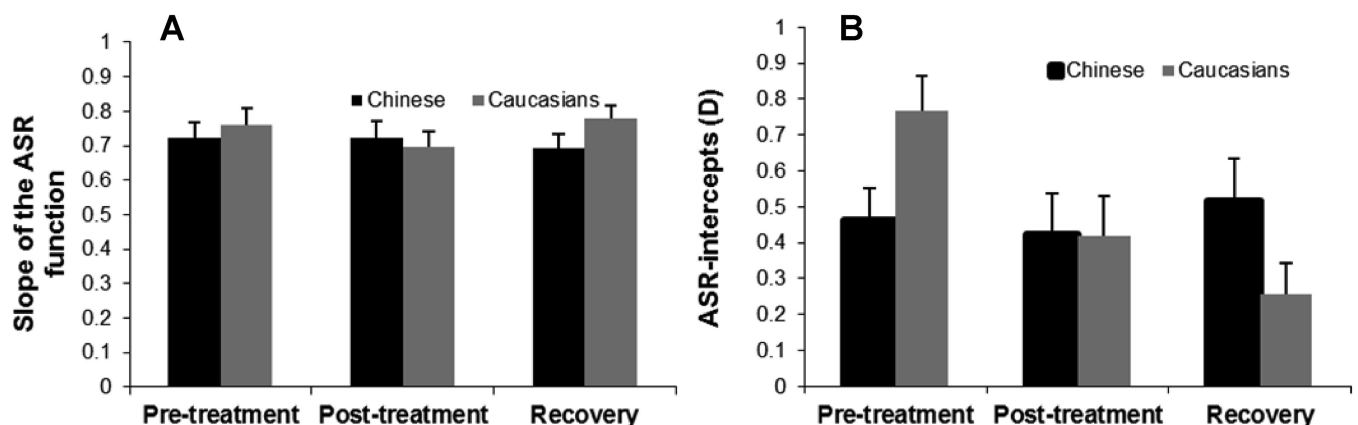 A
1
0.9
0.8
0.7
0.6
0.5
0.4
0.3
0.2
0.1
0
Slope of the ASR
function
Chinese Caucasians
Pre-treatment Post-treatment Recovery
B
1
0.9
0.8
0.7
0.6
0.5
0.4
0.3
0.2
0.1
0
ASR-intercepts (D)
Chinese Caucasians
Pre-treatment Post-treatment Recovery